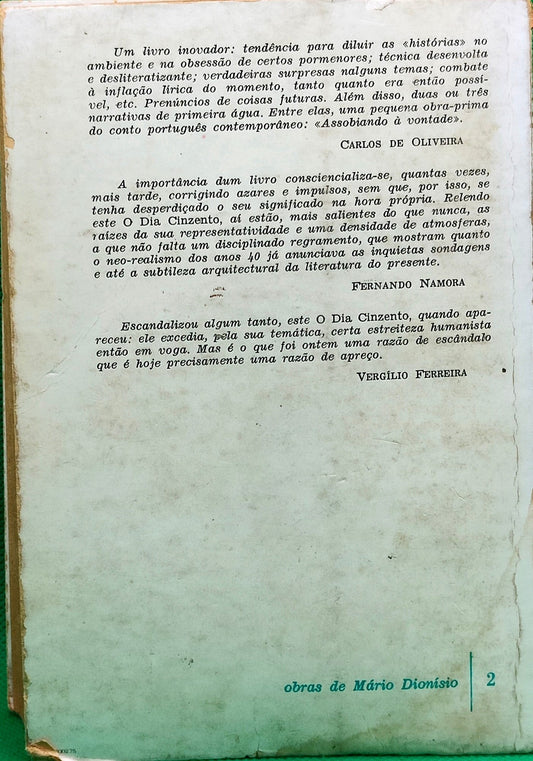 Um livro inovador: tendência para diluir as «histórias» no
ambiente e na obsessão de certos pormenores; técnica desenvolta
e desliteratizante; verdadeiras surpresas nalguns temas; combate
à inflação lírica do momento, tanto quanto era então possí-
vel, etc. Prenúncios de coisas futuras. Além disso, duas ou três
narrativas de primeira água. Entre elas, uma pequena obra-prima
do conto português contemporâneo: «Assobiando à vontade».
CARLOS DE OLIVEIRA
A importância dum livro consciencializa-se, quantas vezes,
mais tarde, corrigindo azares e impulsos, sem que, por isso, se
tenha desperdiçado o seu significado na hora própria. Relendo
este O Dia Cinzento, aí estão, mais salientes do que nunca, as
raízes da sua representatividade e uma densidade de atmosferas,
a que não falta um disciplinado regramento, que mostram quanto
o neo-realismo dos anos 40 já anunciava as inquietas sondagens
e até a subtileza arquitectural da literatura do presente.
FERNANDO NAMORA
Escandalizou algum tanto, este O Dia Cinzento, quando apa-
receu: ele excedia, pela sua temática, certa estreiteza humanista
então em voga. Mas é o que foi ontem uma razão de escândalo
que é hoje precisamente uma razão de apreço.
VERGÍLIO FERREIRA
obras de Mário Dionísio 2